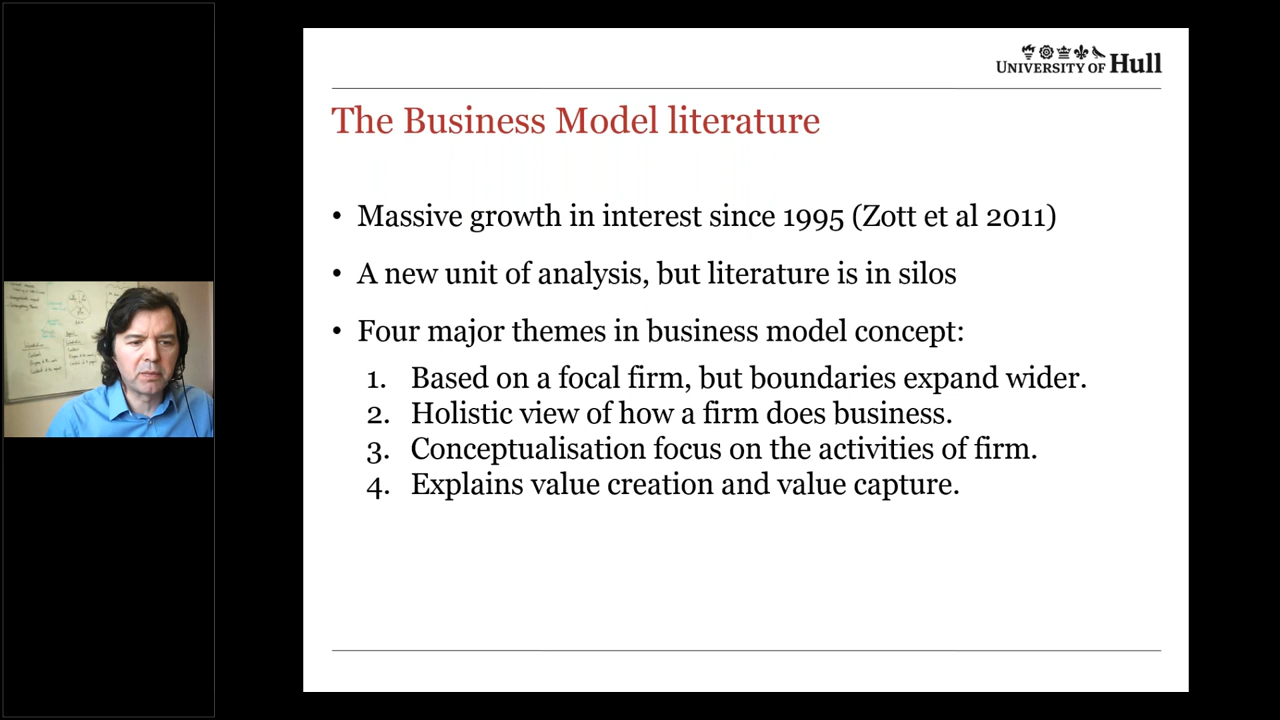 UNIVERSITY OF Hull
The Business Model literature
• Massive growth in interest since 1995 (Zott et al 2011)
• A new unit of analysis, but literature is in silos
• Four major themes in business model concept:
1. Based on a focal firm, but boundaries expand wider.
2. Holistic view of how a firm does business.
3. Conceptualisation focus on the activities of firm.
4. Explains value creation and value capture.